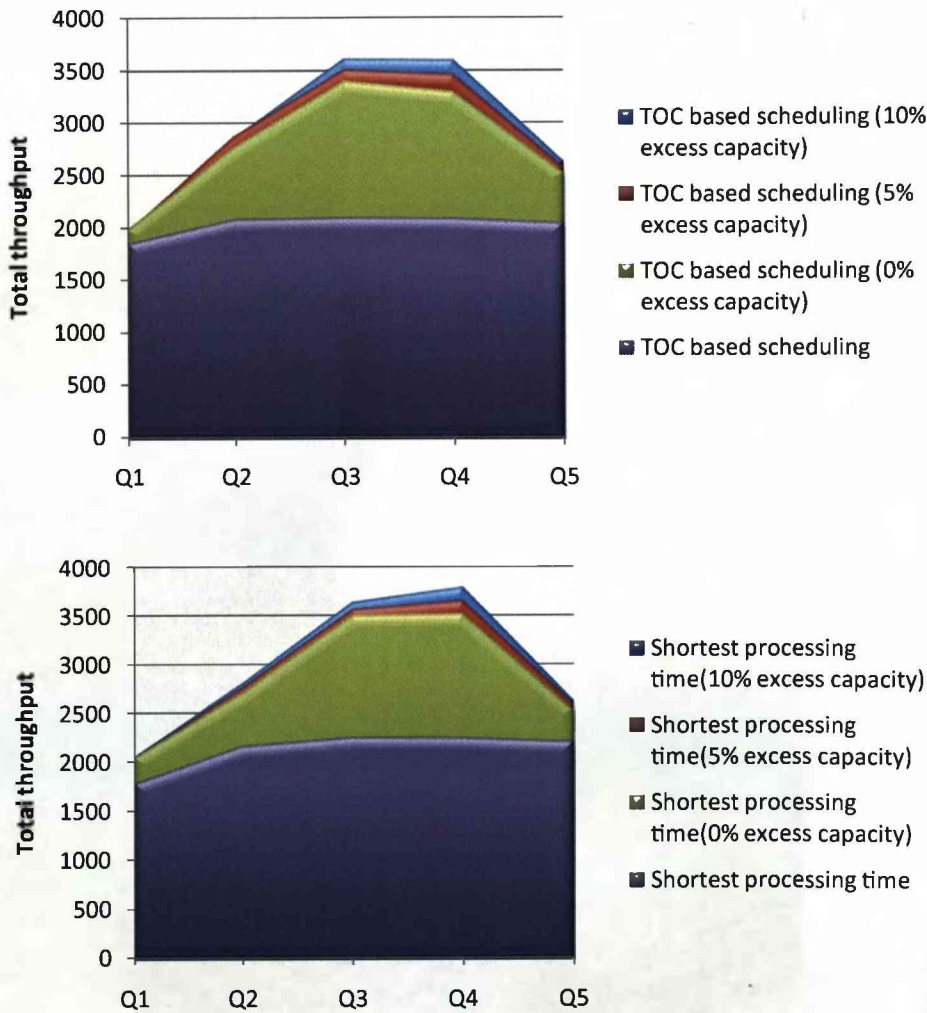 Total throughput
4000
3500
3000
2500
2000
1500
1000
500
0
Q1 Q2 Q3 Q4 Q5
TOC based scheduling (10%
excess capacity)
TOC based scheduling (5%
excess capacity)
TOC based scheduling (0%
excess capacity)
TOC based scheduling
Total throughput
4000
3500
3000
2500
2000
1500
1000
500
0
Q1 Q2 Q3 Q4 Q5
Shortest processing
time(10% excess capacity)
Shortest processing
time(5% excess capacity)
Shortest processing
time(0% excess capacity)
Shortest processing time